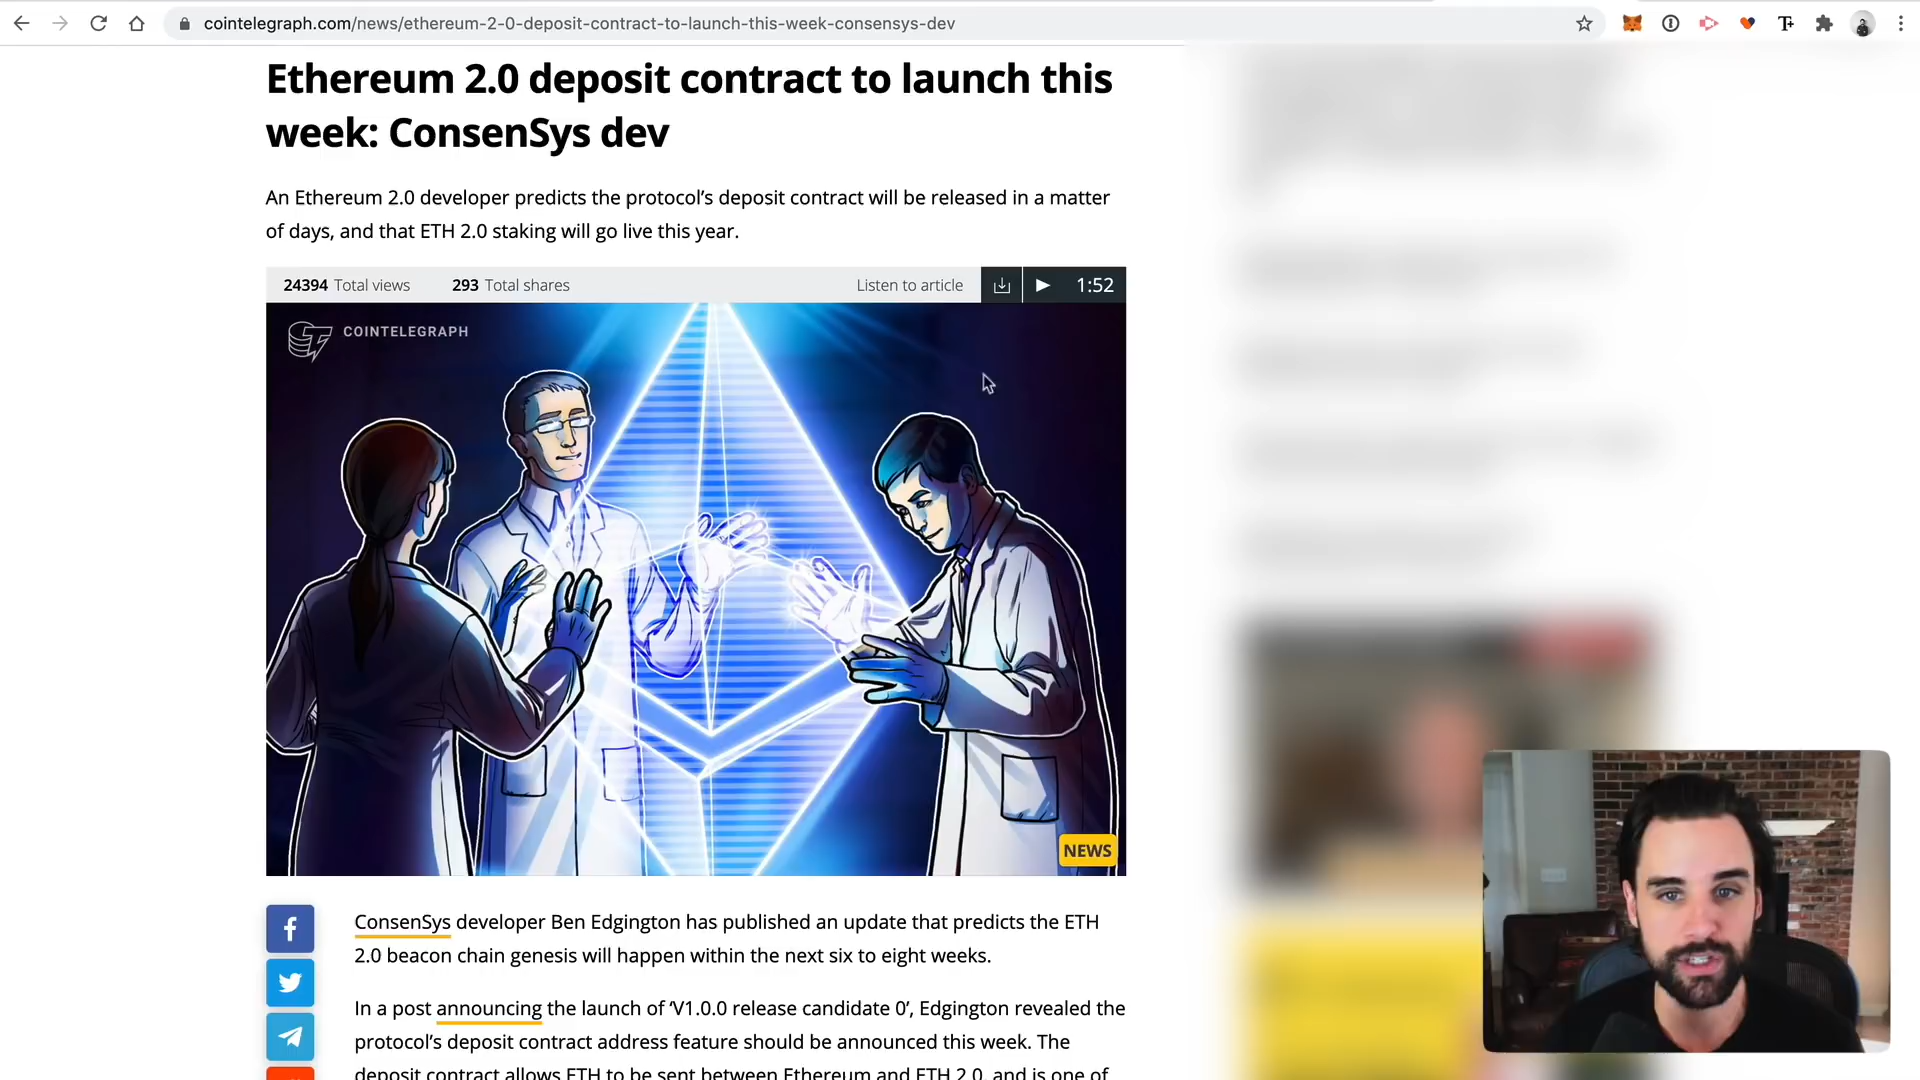 cointelegraph.com/news/ethereum-2-0-deposit-contract-to-launch-this-week-consensys-dev
Ethereum 2.0 deposit contract to launch this
week: ConsenSys dev
An Ethereum 2.0 developer predicts the protocol’s deposit contract will be released in a matter
of days, and that ETH 2.0 staking will go live this year.
24394 Total views 293 Total shares Listen to article 1:52
COINTELEGRAPH
NEWS
ConsenSys developer Ben Edgington has published an update that predicts the ETH
2.0 beacon chain genesis will happen within the next six to eight weeks.
In a post announcing the launch of ‘V1.0.0 release candidate 0’, Edgington revealed the
protocol’s deposit contract address feature should be announced this week. The
deposit contract allows ETH to be sent between Ethereum and ETH 2.0, and is one of